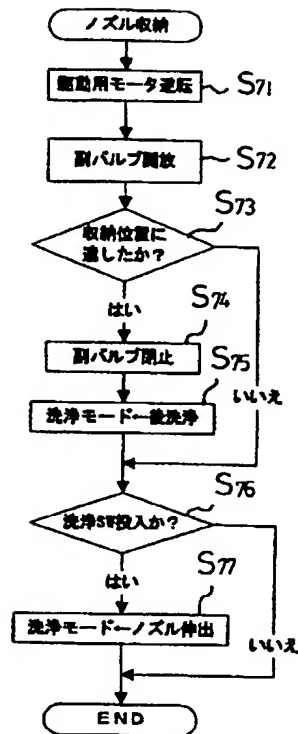 ノズル収納
駆動用モータ逆転
S71
副バルブ開放
S72
S73
収納位置に
達したか？
はい
いいえ
S74
副バルブ閉止
S75
洗浄モード←後洗浄
S76
洗浄SW投入か？
はい
いいえ
S77
洗浄モード←ノズル伸出
END